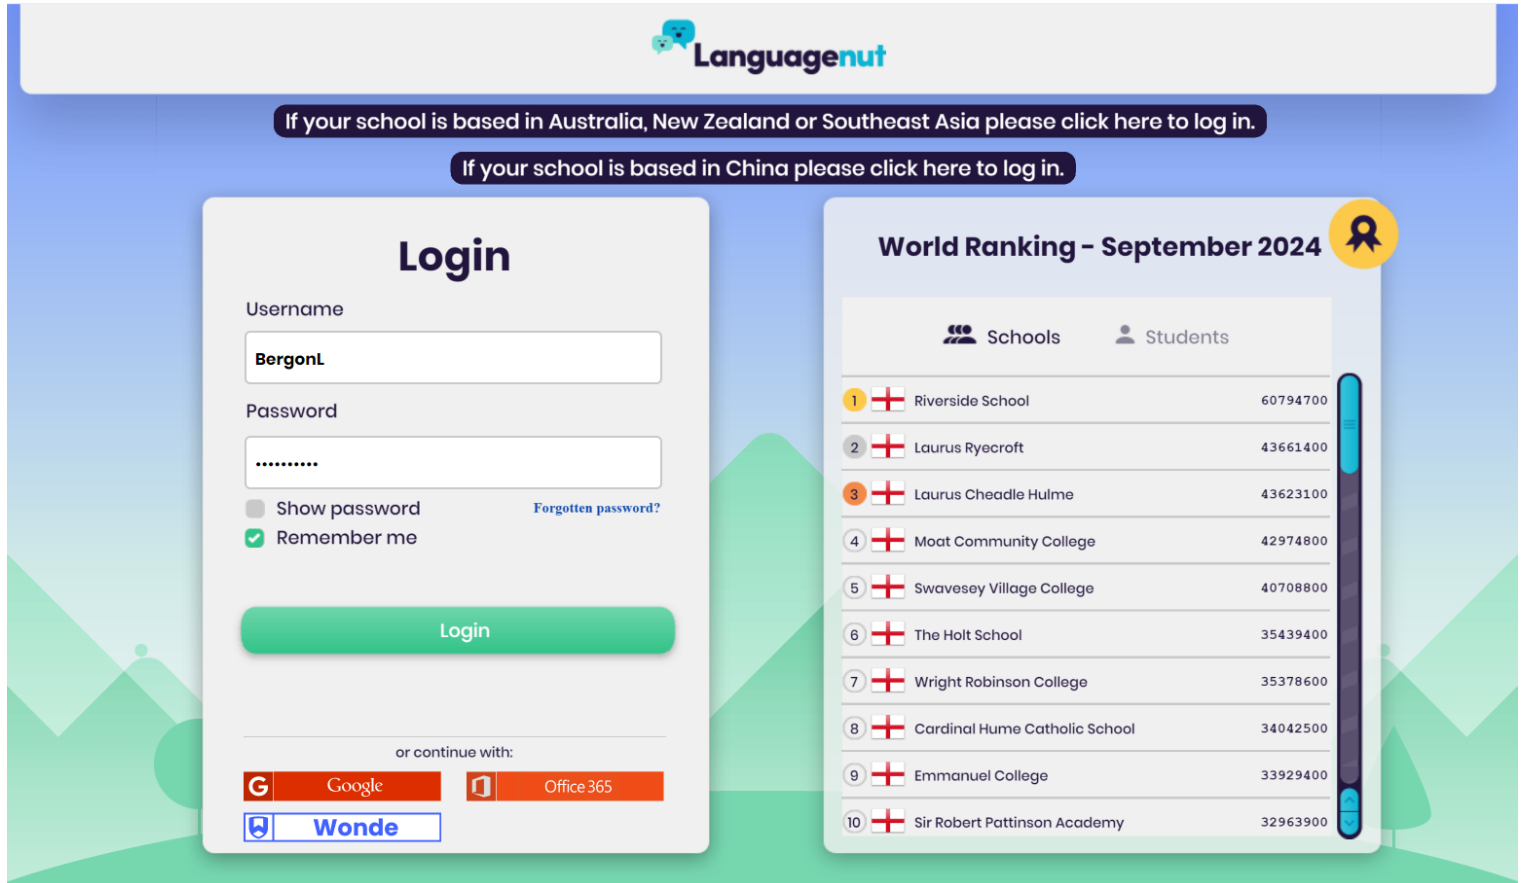 Languagenut
If your school is based in Australia, New Zealand or Southeast Asia please click here to log in.
If your school is based in China please click here to log in.
Login
Username
BergonL
Password
••••••••••
Show password
Forgotten password?
Remember me
Login
or continue with:
G Google
Office 365
Wonde
World Ranking - September 2024
Schools
Students
1 Riverside School 60794700
2 Laurus Ryecroft 43661400
3 Laurus Cheadle Hulme 43623100
4 Moat Community College 42974800
5 Swavesey Village College 40708800
6 The Holt School 35439400
7 Wright Robinson College 35378600
8 Cardinal Hume Catholic School 34042500
9 Emmanuel College 33929400
10 Sir Robert Pattinson Academy 32963900